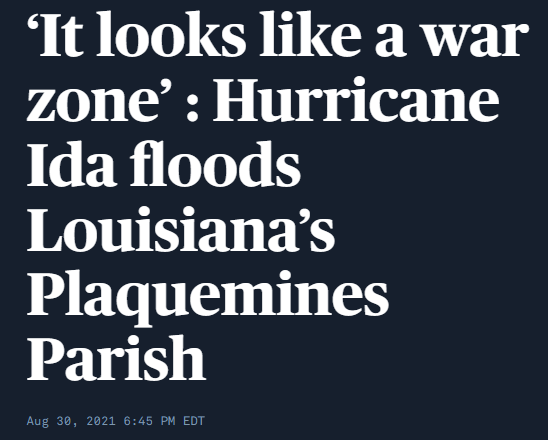 ‘It looks like a war
zone’ : Hurricane
Ida floods
Louisiana’s
Plaquemines
Parish
Aug 30, 2021 6:45 PM EDT